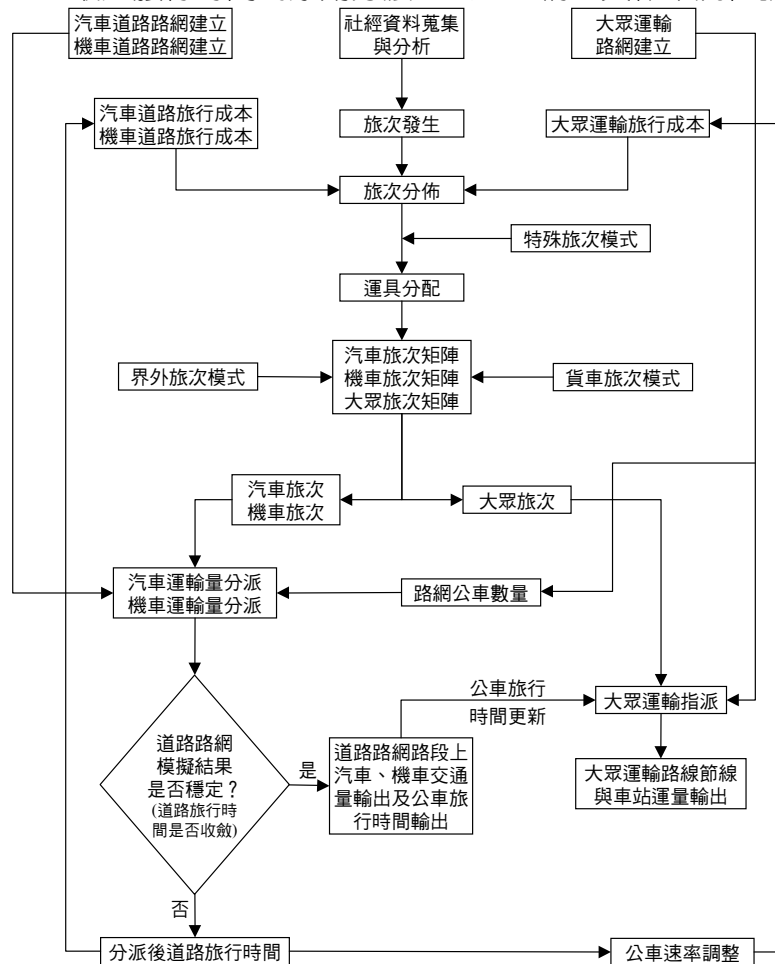 汽車道路路網建立
機車道路路網建立
社經資料蒐集
與分析
大眾運輸
路網建立
汽車道路旅行成本
機車道路旅行成本
旅次發生
大眾運輸旅行成本
旅次分佈
特殊旅次模式
運具分配
汽車旅次矩陣
機車旅次矩陣
大眾旅次矩陣
界外旅次模式
貨車旅次模式
汽車旅次
機車旅次
大眾旅次
汽車運輸量分派
機車運輸量分派
路網公車數量
公車旅行
時間更新
大眾運輸指派
道路路網
模擬結果
是否穩定？
(道路旅行時
間是否收斂)
是
道路路網路段上
汽車、機車交通
量輸出及公車旅
行時間輸出
大眾運輸路線節線
與車站運量輸出
否
分派後道路旅行時間
公車速率調整